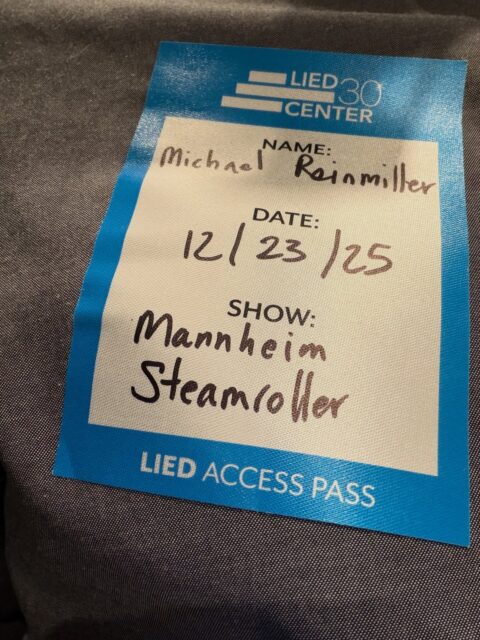 LIED 30
CENTER
NAME:
Michael Reinmiller
DATE:
12/23/25
SHOW:
Mannheim
Steamroller
LIED ACCESS PASS